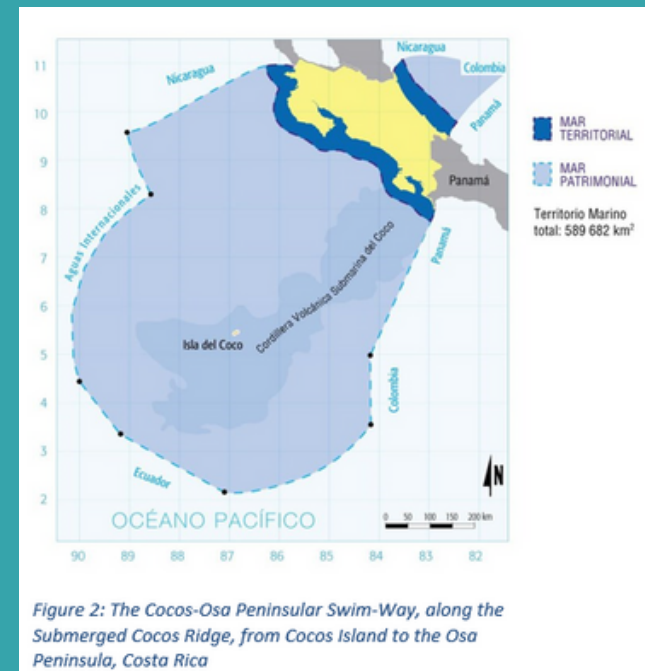 Nicaragua
Nicaragua
Colombia
Panamá
11
10
9
8
7
6
5
4
3
2
MAR
TERRITORIAL
MAR
PATRIMONIAL
Territorio Marino
total: 589 682 km²
Panamá
Panamá
Aguas Internacionales
Cordillera Volcánica Submarina del Coco
Isla del Coco
Colombia
Ecuador
N
OCÉANO PACÍFICO
0 50 100 150 200 km
90 89 88 87 86 85 84 83 82
Figure 2: The Cocos-Osa Peninsular Swim-Way, along the
Submerged Cocos Ridge, from Cocos Island to the Osa
Peninsula, Costa Rica